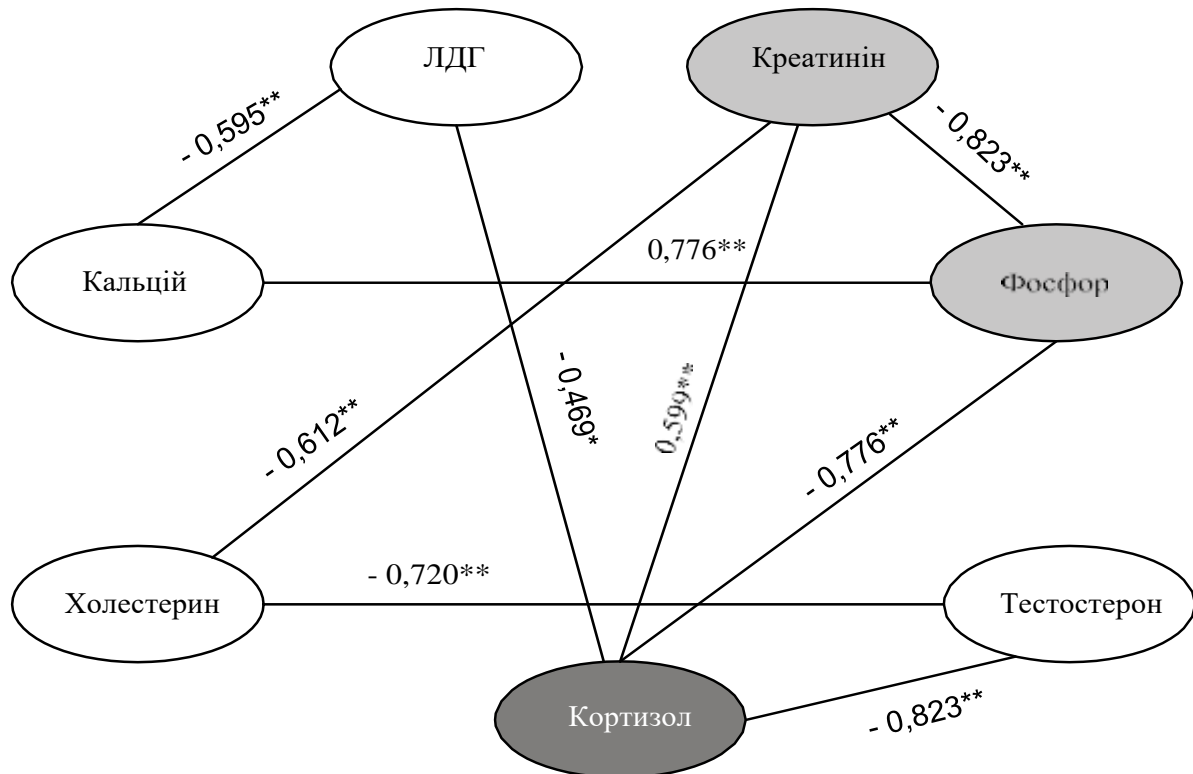 ЛДГ
Креатинін
- 0,595**
- 0,823**
0,776**
Кальцій
Фосфор
- 0,469*
0,599**
- 0,612**
- 0,776**
- 0,720**
Холестерин
Тестостерон
Кортизол
- 0,823**